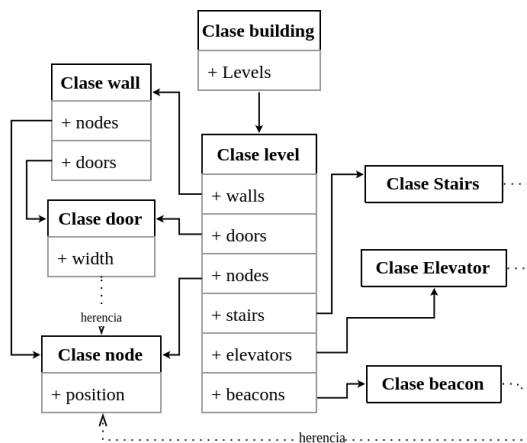 Clase building
+ Levels
Clase wall
+ nodes
+ doors
Clase level
+ walls
+ doors
+ nodes
+ stairs
+ elevators
+ beacons
Clase door
+ width
herencia
Clase node
+ position
Clase Stairs
Clase Elevator
Clase beacon
herencia